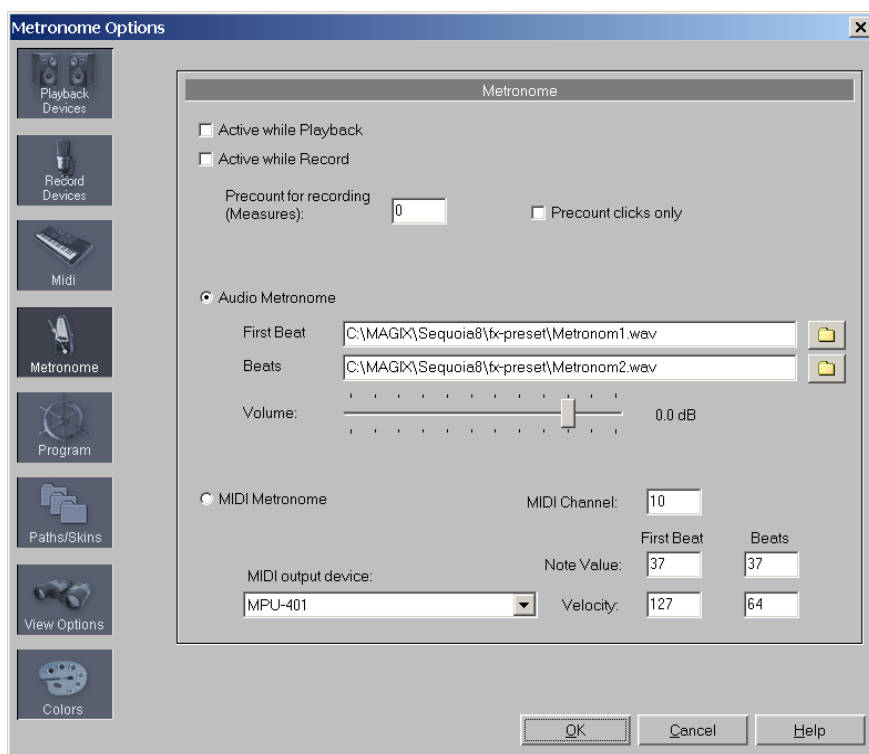 Metronome Options
Playback
Devices
Record
Devices
Midi
Metronome
Program
Paths/Skins
View Options
Colors
Metronome
Active while Playback
Active while Record
Precount for recording
(Measures):
0
Precount clicks only
Audio Metronome
First Beat
C:\MAGIX\Sequoia8\fx-preset\Metronom1.wav
Beats
C:\MAGIX\Sequoia8\fx-preset\Metronom2.wav
Volume:
0.0 dB
MIDI Metronome
MIDI Channel:
10
First Beat
Beats
MIDI output device:
MPU-401
Note Value:
37
37
Velocity:
127
64
OK
Cancel
Help